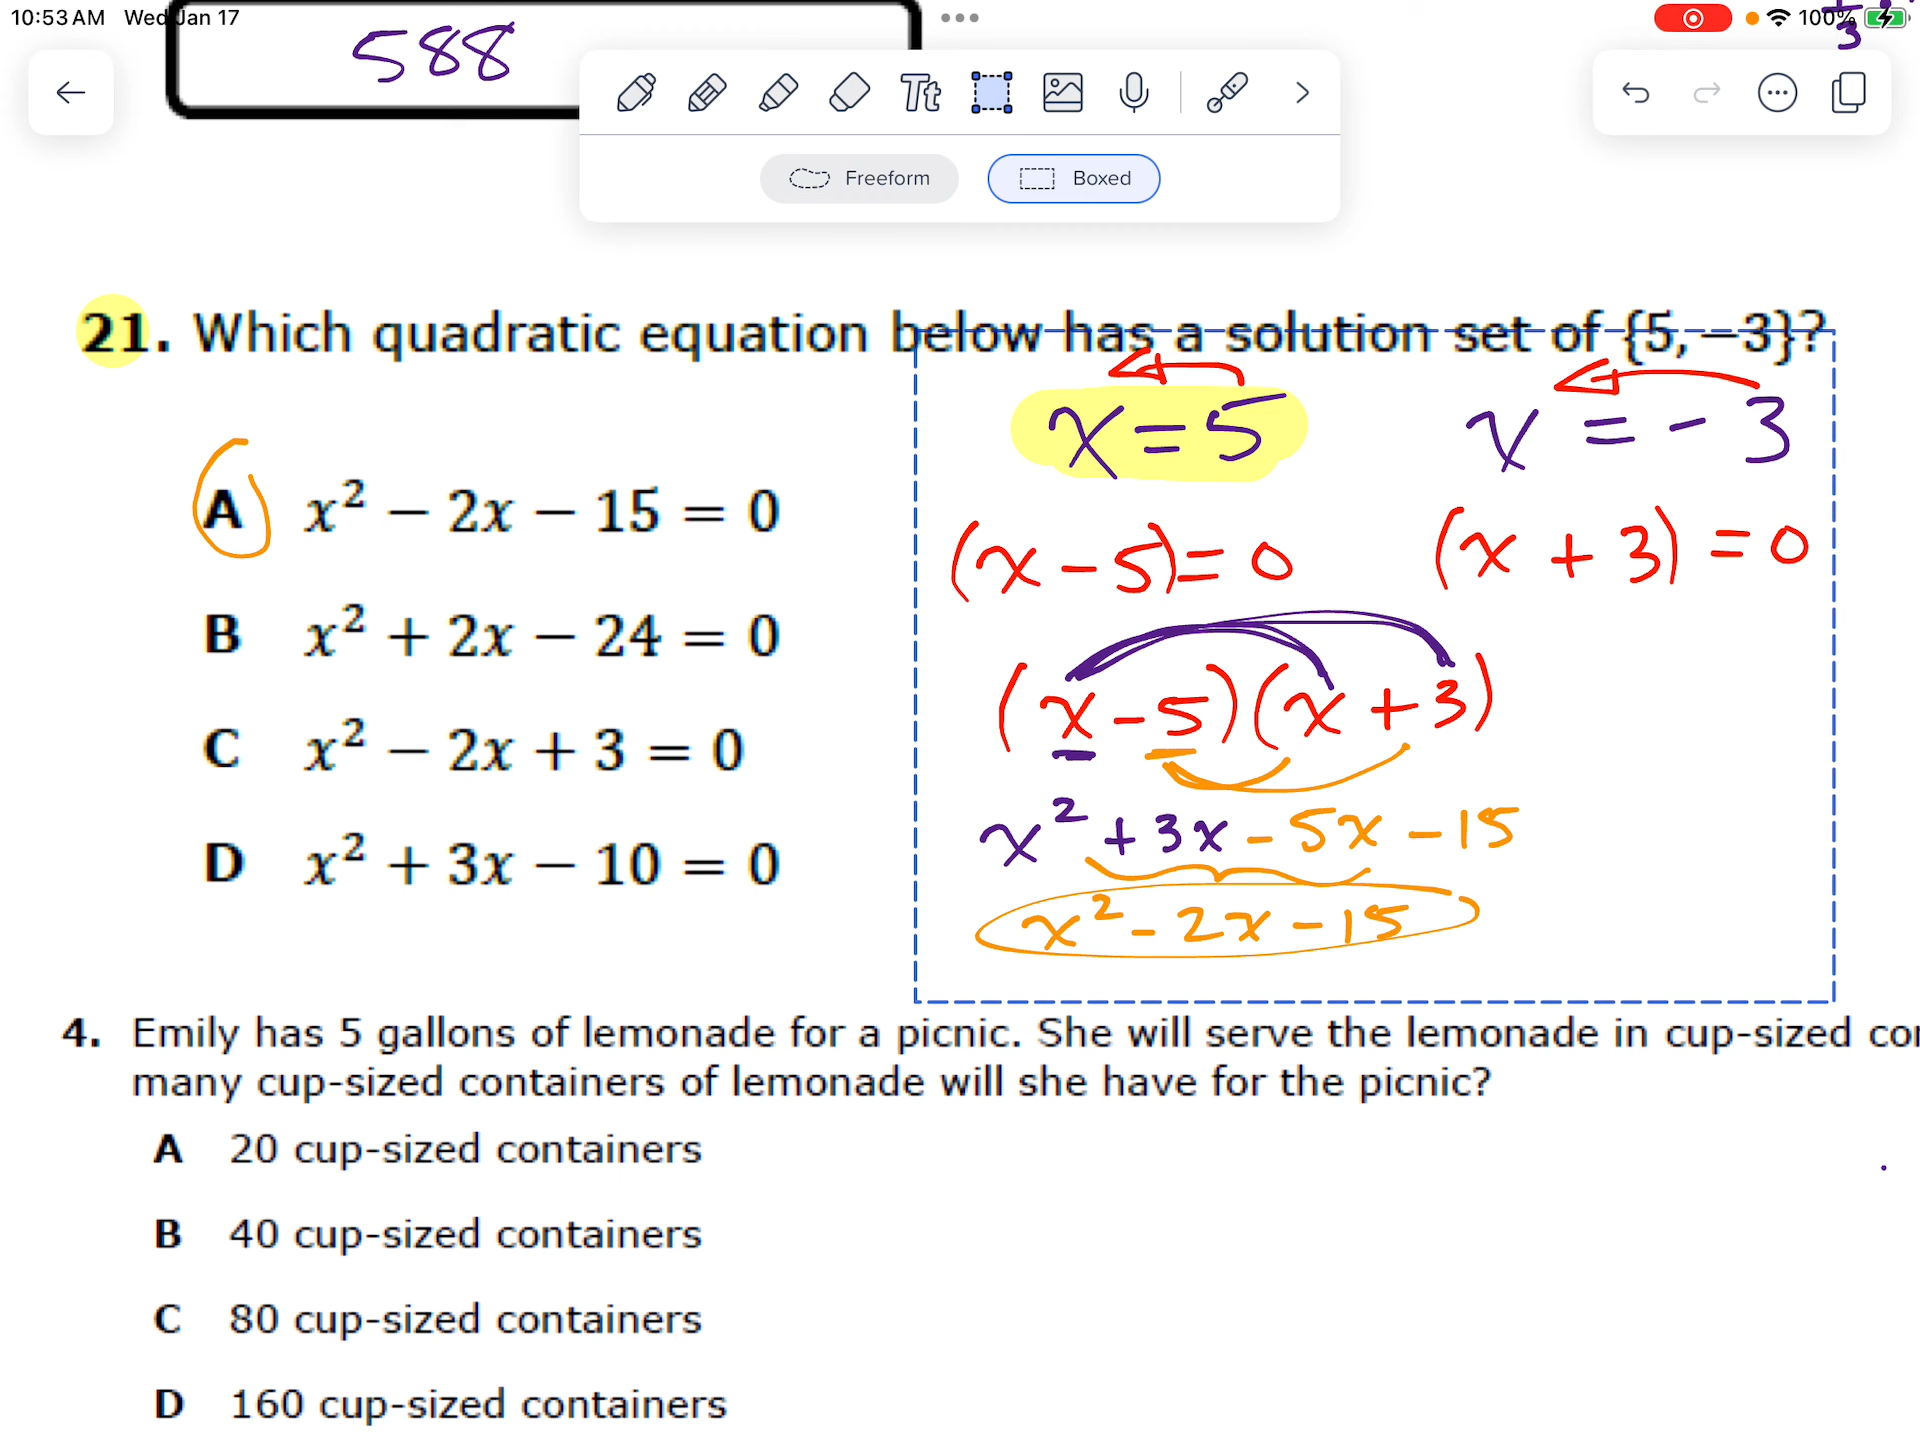 10:53 AM Wed Jan 17
100%
588
3
Tt
Freeform Boxed
21. Which quadratic equation below has a solution set of {5, −3}?
x = 5 x = - 3
A x² − 2x − 15 = 0
(x - 5) = 0 (x + 3) = 0
B x² + 2x − 24 = 0
(x - 5)(x + 3)
C x² − 2x + 3 = 0
x² + 3x - 5x - 15
D x² + 3x − 10 = 0
x² - 2x - 15
4. Emily has 5 gallons of lemonade for a picnic. She will serve the lemonade in cup-sized
many cup-sized containers of lemonade will she have for the picnic?
A 20 cup-sized containers
B 40 cup-sized containers
C 80 cup-sized containers
D 160 cup-sized containers